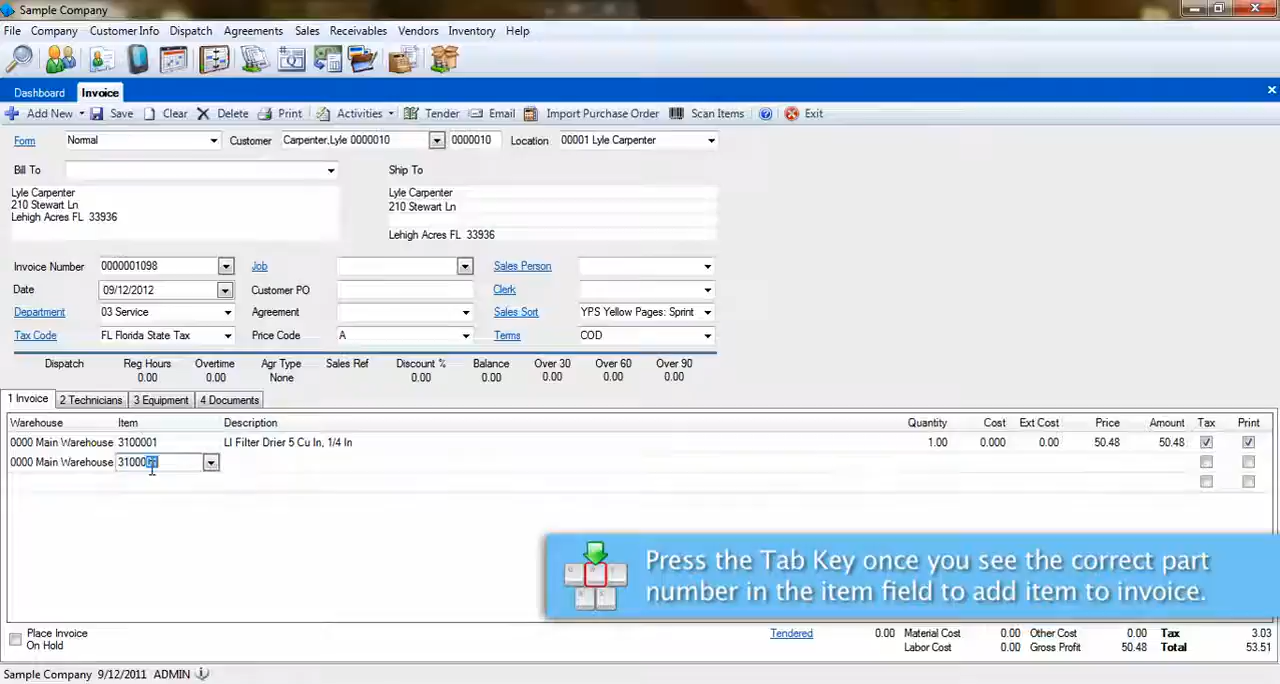 Sample Company
File Company Customer Info Dispatch Agreements Sales Receivables Vendors Inventory Help
Dashboard Invoice
Add New Save Clear Delete Print Activities Tender Email Import Purchase Order Scan Items Exit
Form Normal Customer Carpenter,Lyle 0000010 0000010 Location 00001 Lyle Carpenter
Bill To Ship To
Lyle Carpenter Lyle Carpenter
210 Stewart Ln 210 Stewart Ln
Lehigh Acres FL 33936
Lehigh Acres FL 33936
Invoice Number 0000001098 Job Sales Person
Date 09/12/2012 Customer PO Clerk
Department 03 Service Agreement Sales Sort YPS Yellow Pages: Sprint
Tax Code FL Florida State Tax Price Code A Terms COD
Dispatch Reg Hours Overtime Agr Type Sales Ref Discount % Balance Over 30 Over 60 Over 90
0.00 0.00 None 0.00 0.00 0.00 0.00 0.00
1 Invoice 2 Technicians 3 Equipment 4 Documents
Warehouse Item Description Quantity Cost Ext Cost Price Amount Tax Print
0000 Main Warehouse 3100001 LI Filter Drier 5 Cu In, 1/4 In 1.00 0.000 0.00 50.48 50.48
0000 Main Warehouse 3100001
Press the Tab Key once you see the correct part
number in the item field to add item to invoice.
Place Invoice
On Hold
Tendered 0.00 Material Cost 0.00 Other Cost 0.00 Tax 3.03
Labor Cost 0.00 Gross Profit 50.48 Total 53.51
Sample Company 9/12/2011 ADMIN